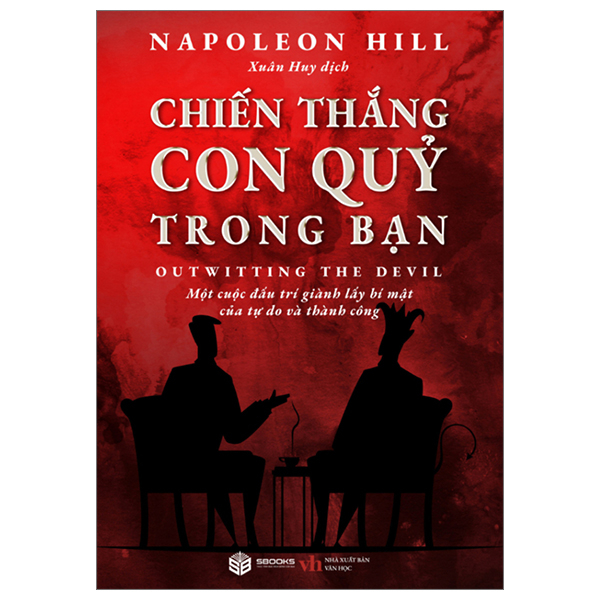 NAPOLEON HILL
Xuân Huy dịch
CHIẾN THẮNG
CON QUỶ
TRONG BẠN
OUTWITTING THE DEVIL
Một cuộc đấu trí giành lấy bí mật
của tự do và thành công
SBOOKS
vh
NHÀ XUẤT BẢN
VĂN HỌC